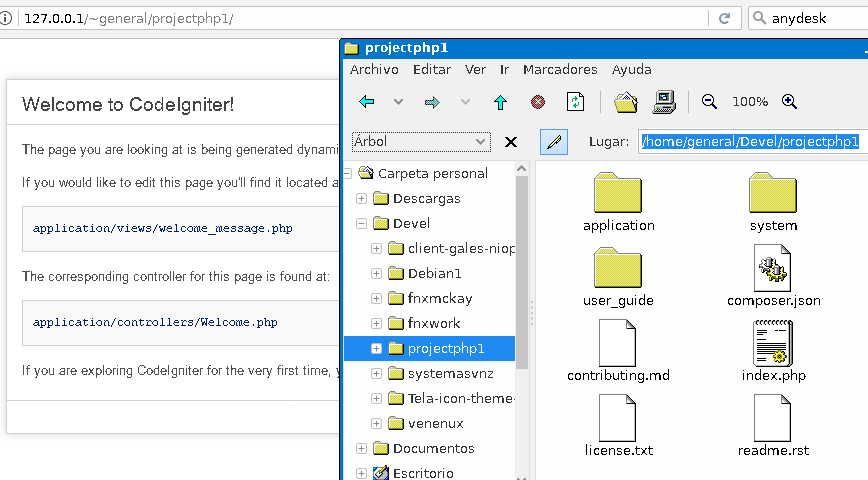 127.0.0.1/~general/projectphp1/
anydesk
projectphp1
Archivo Editar Ver Ir Marcadores Ayuda
100%
Árbol
Lugar: /home/general/Devel/projectphp1
Welcome to CodeIgniter!
The page you are looking at is being generated dynami
If you would like to edit this page you'll find it located a
application/views/welcome_message.php
The corresponding controller for this page is found at:
application/controllers/Welcome.php
If you are exploring CodeIgniter for the very first time, y
Carpeta personal
Descargas
Devel
client-gales-niop
Debian1
fnxmckay
fnxwork
projectphp1
systemasvnz
Tela-icon-theme-
venenux
Documentos
Escritorio
application
system
user_guide
composer.json
contributing.md
index.php
license.txt
readme.rst